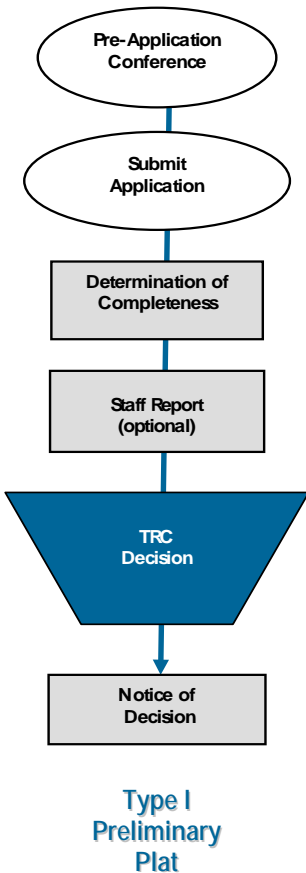 Pre-Application
Conference
Submit
Application
Determination of
Completeness
Staff Report
(optional)
TRC
Decision
Notice of
Decision
Type I
Preliminary
Plat